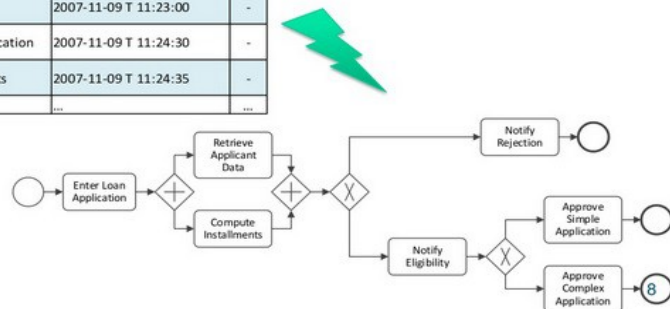 2007-11-09 T 11:23:00 -
cation 2007-11-09 T 11:24:30 -
s 2007-11-09 T 11:24:35 -
... ...
Retrieve
Applicant
Data
Notify
Rejection
Enter Loan
Application
Compute
Installments
Notify
Eligibility
Approve
Simple
Application
Approve
Complex
Application
8